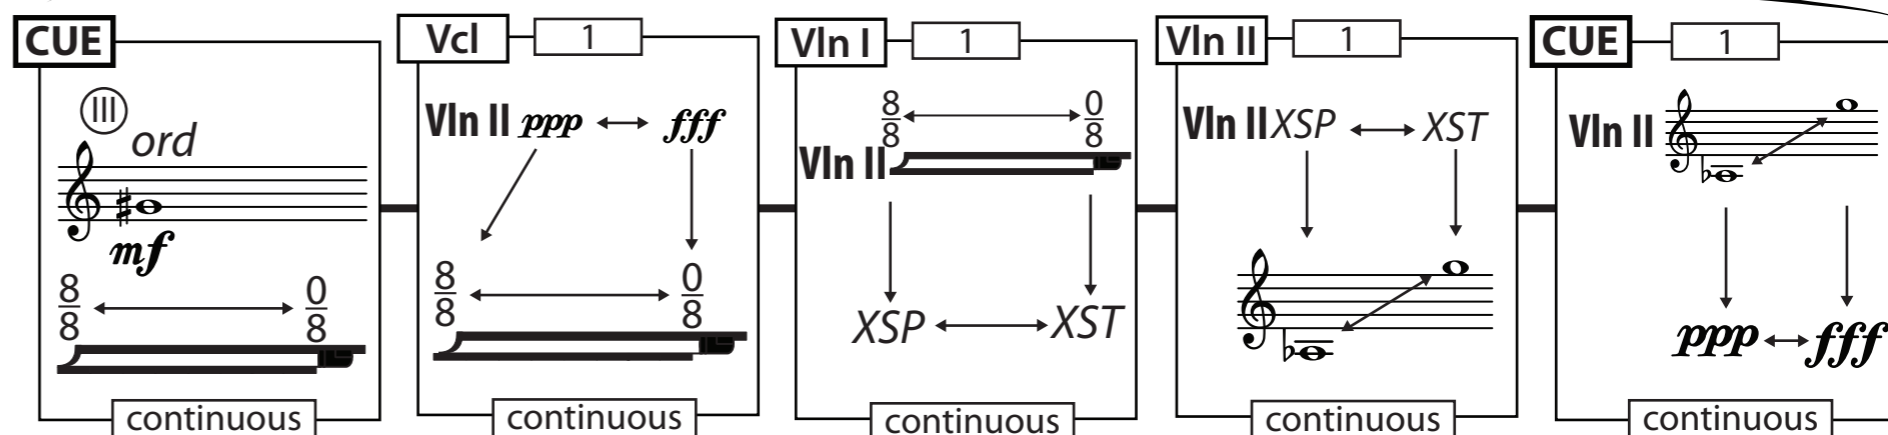 CUE
III
ord
mf
8/8 0/8
continuous
Vcl 1
Vln II ppp fff
8/8 0/8
continuous
Vln I 1
8/8 0/8
Vln II
XSP XST
continuous
Vln II 1
Vln II XSP XST
continuous
CUE 1
Vln II
ppp fff
continuous